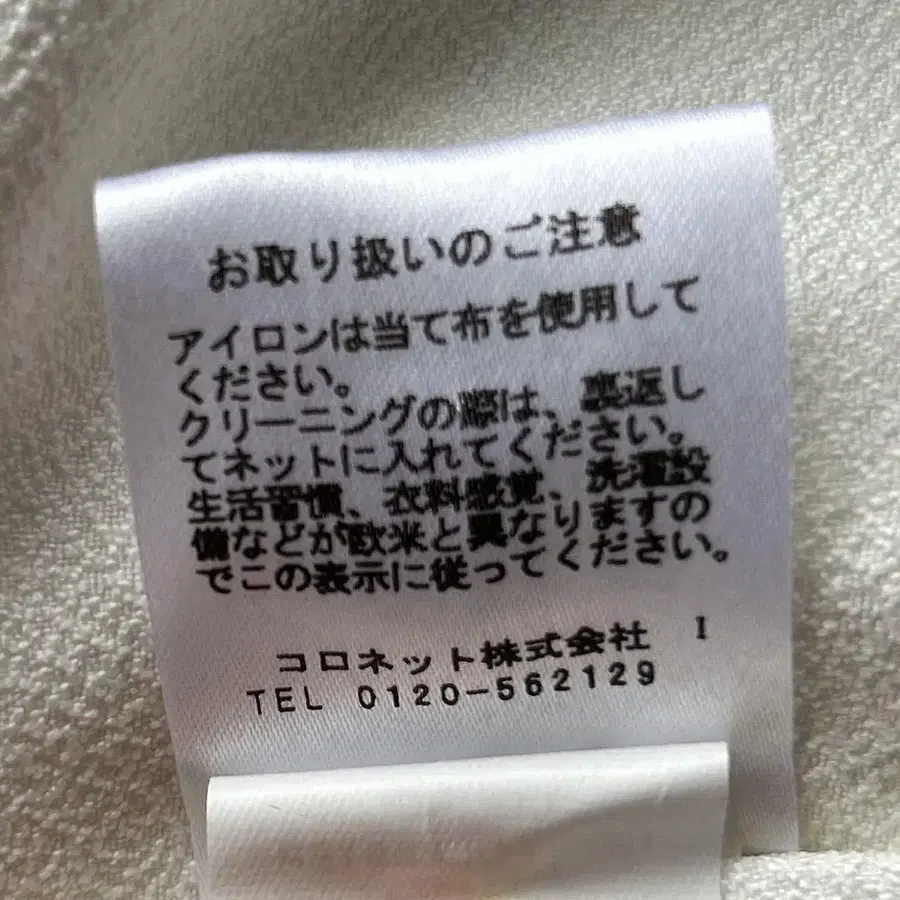 お取り扱いのご注意
アイロンは当て布を使用して
ください。
クリーニングの際は、裏返し
てネットに入れてください。
生活習慣、衣料感覚、洗濯設
備などが欧米と異なりますの
でこの表示に従ってください。
コロネット株式会社 I
TEL 0120-562129